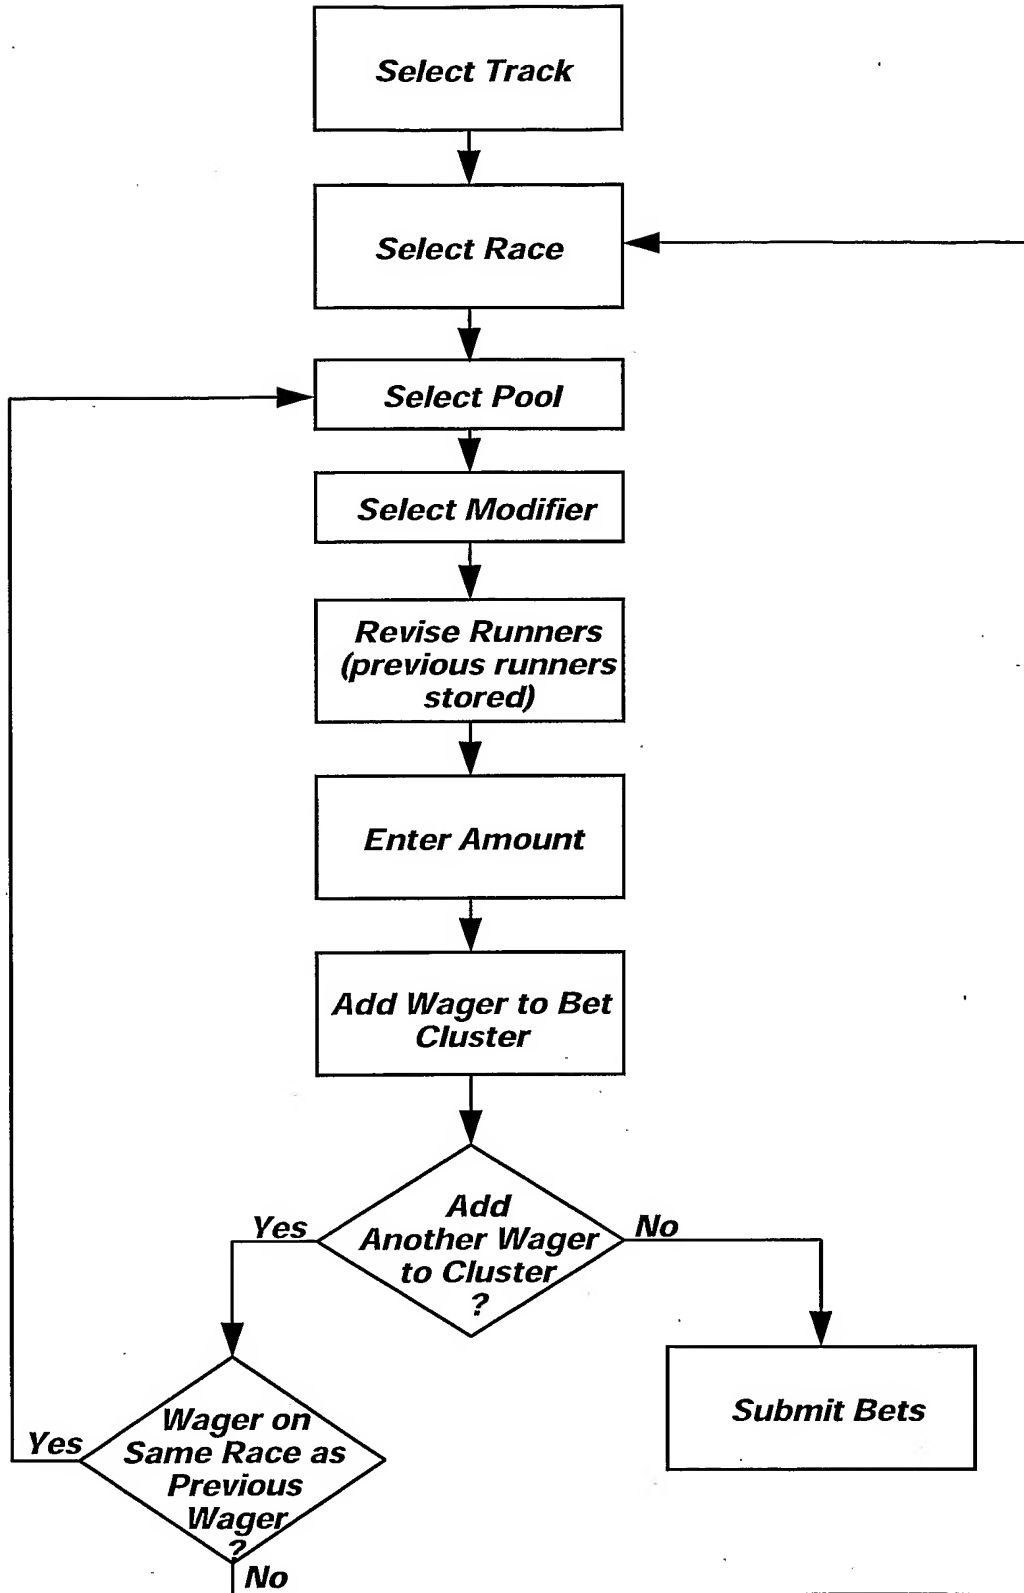 Select Track
Select Race
Select Pool
Select Modifier
Revise Runners
(previous runners
stored)
Enter Amount
Add Wager to Bet
Cluster
Add
Another Wager
to Cluster
?
Yes
No
Submit Bets
Wager on
Same Race as
Previous
Wager
?
Yes
No